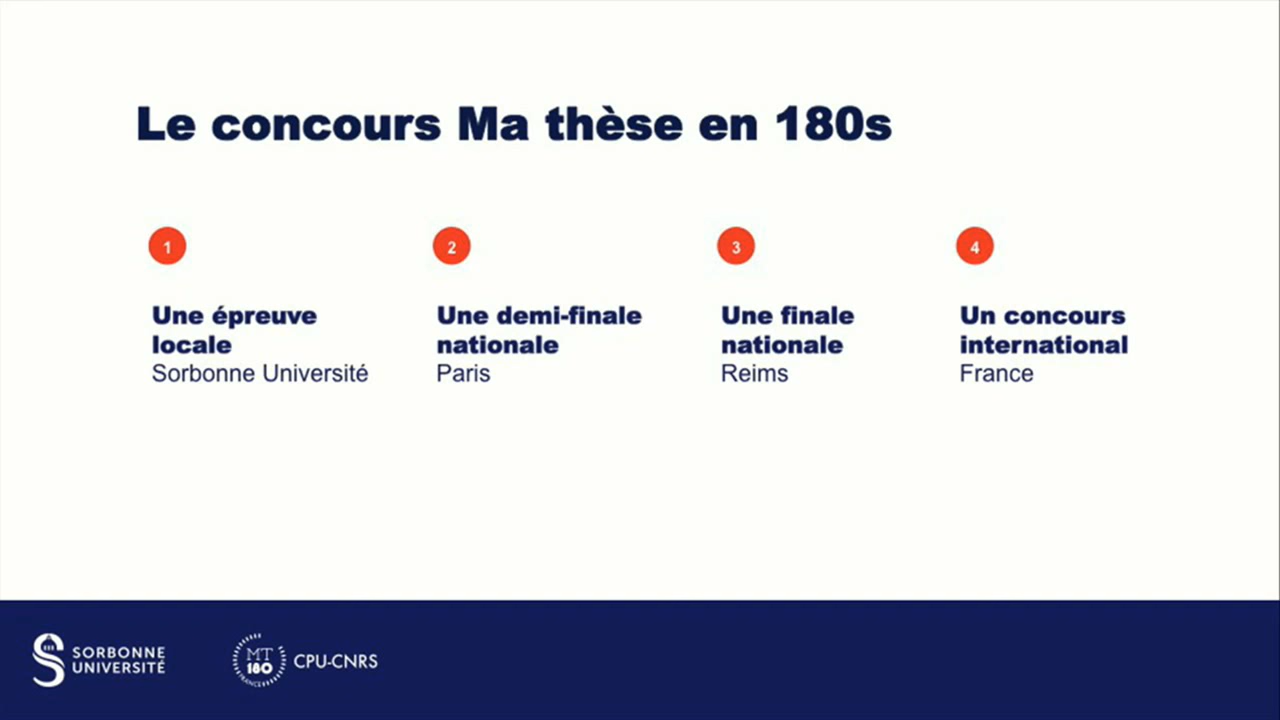 Le concours Ma thèse en 180s
1
Une épreuve
locale
Sorbonne Université
2
Une demi-finale
nationale
Paris
3
Une finale
nationale
Reims
4
Un concours
international
France
SORBONNE
UNIVERSITÉ
MT
180
FRANCE
CPU-CNRS